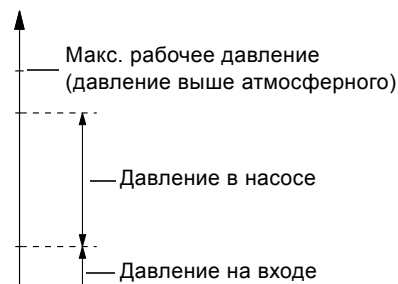 Макс. рабочее давление
(давление выше атмосферного)
Давление в насосе
Давление на входе